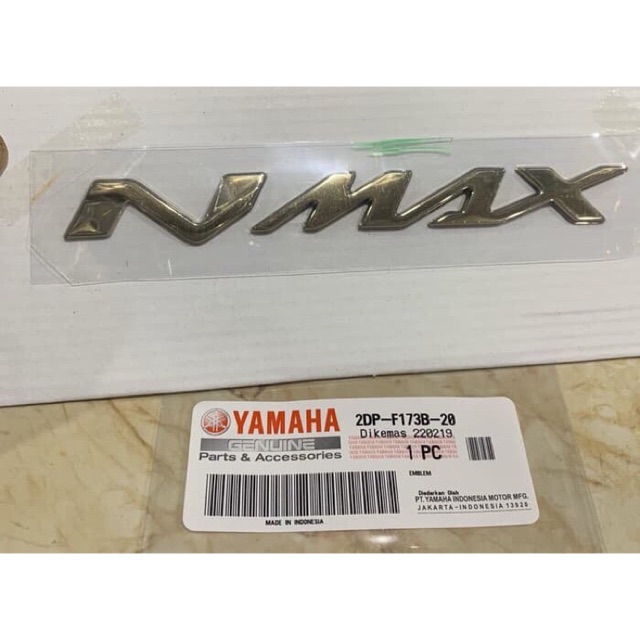 NMAX
YAMAHA
GENUINE
Parts & Accessories
MADE IN INDONESIA
2DP-F173B-20
Dikemas 220219
1 PC
EMBLEM
Diedarkan Oleh
PT.YAMAHA INDONESIA MOTOR MFG.
JAKARTA-INDONESIA 13920